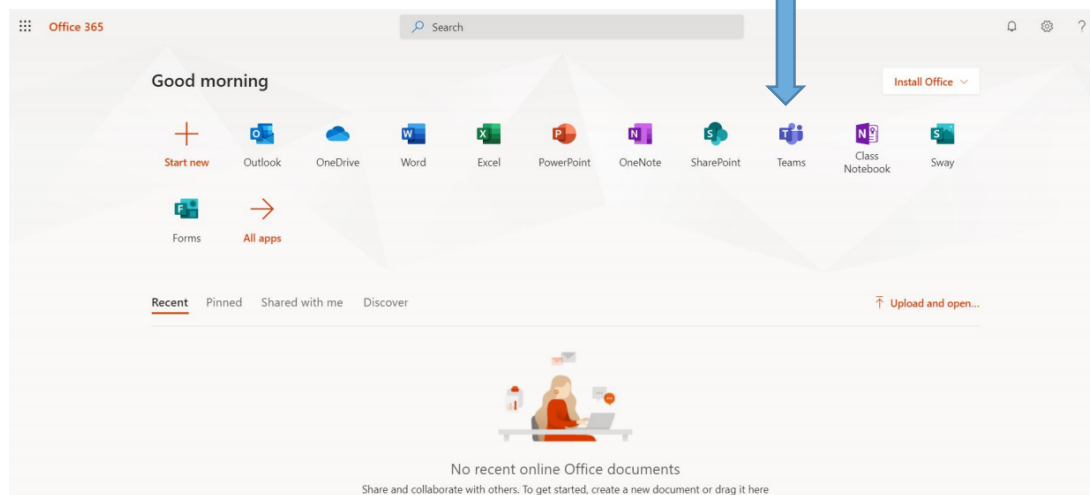 Office 365
Search
?
Good morning
Install Office
Start new
Outlook
OneDrive
Word
Excel
PowerPoint
OneNote
SharePoint
Teams
Class
Notebook
Sway
Forms
All apps
Recent Pinned Shared with me Discover
Upload and open...
No recent online Office documents
Share and collaborate with others. To get started, create a new document or drag it here